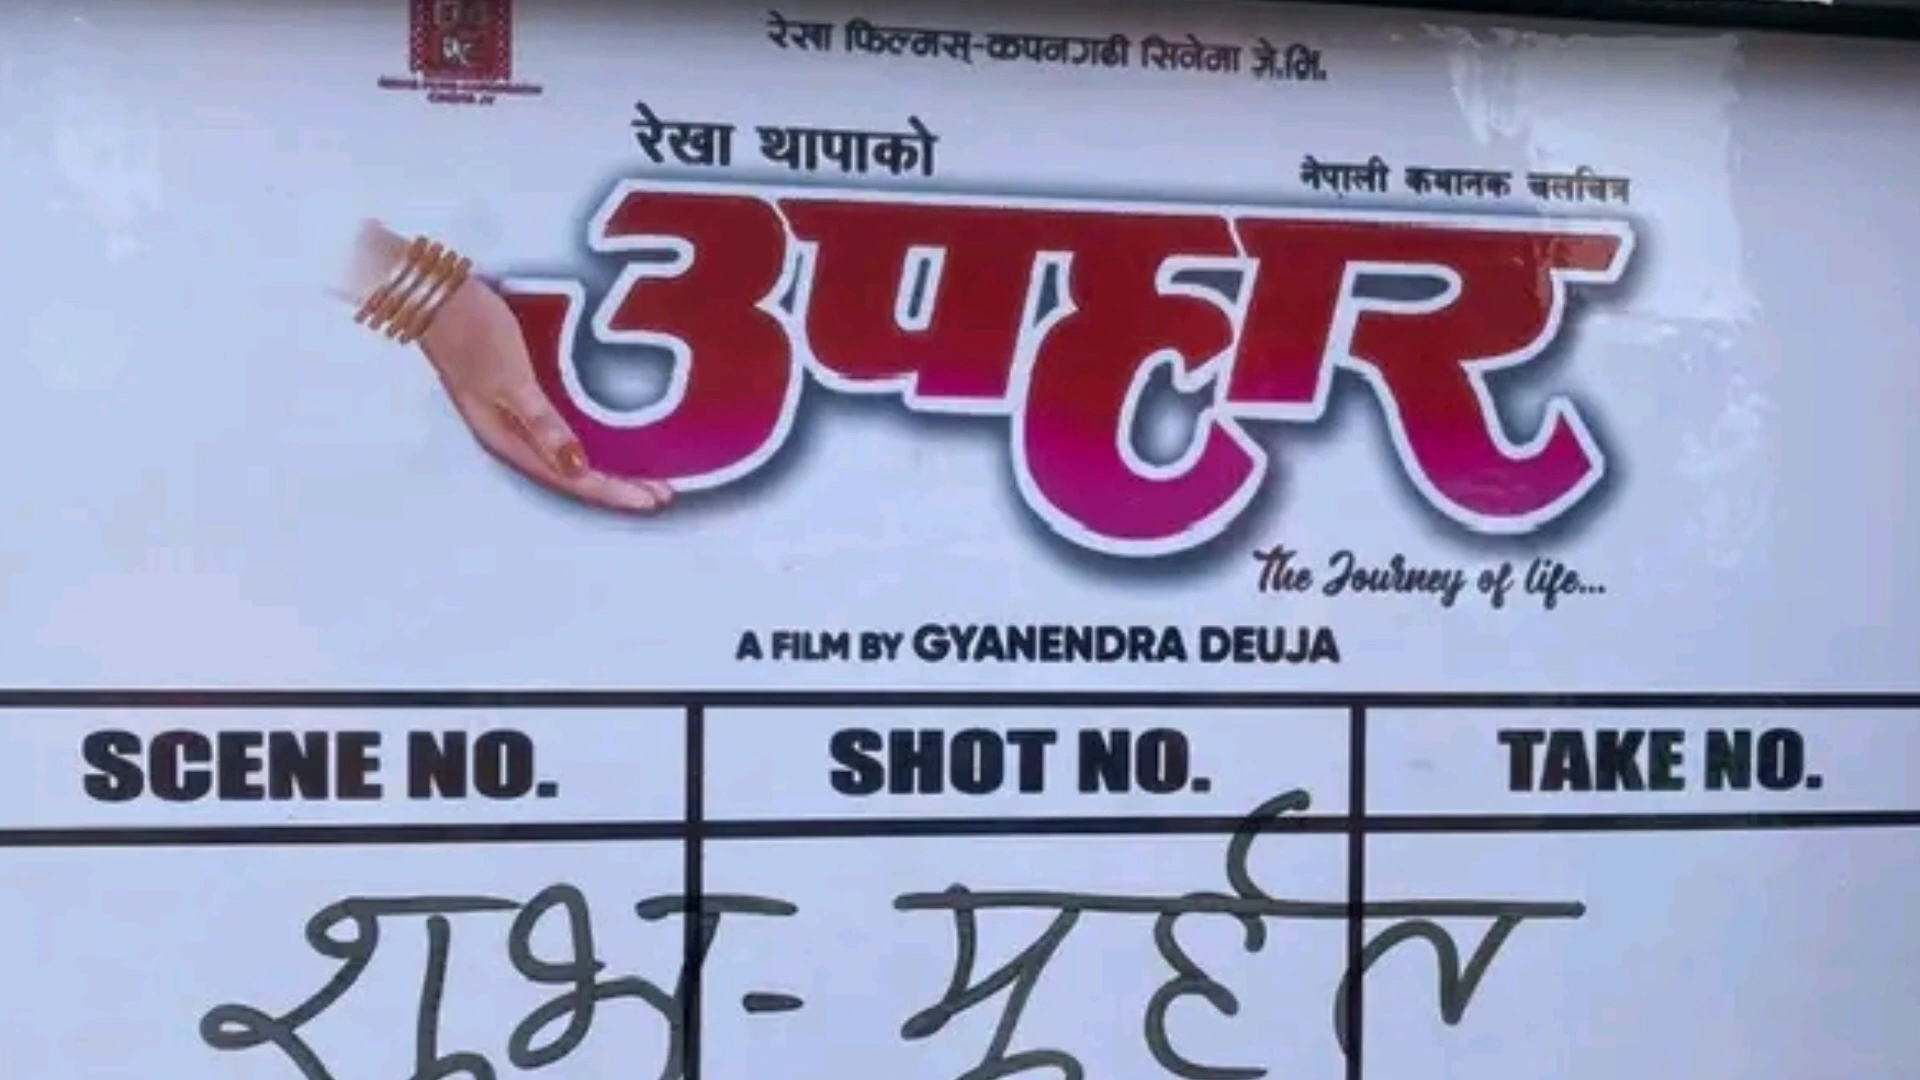 रेखा फिल्मस्-कपनगढी सिनेमा जे.भि.
रेखा थापाको
नेपाली कथानक चलचित्र
उपहार
The Journey of life...
A FILM BY GYANENDRA DEUJA
SCENE NO. SHOT NO. TAKE NO.
शुभ-मुर्हत